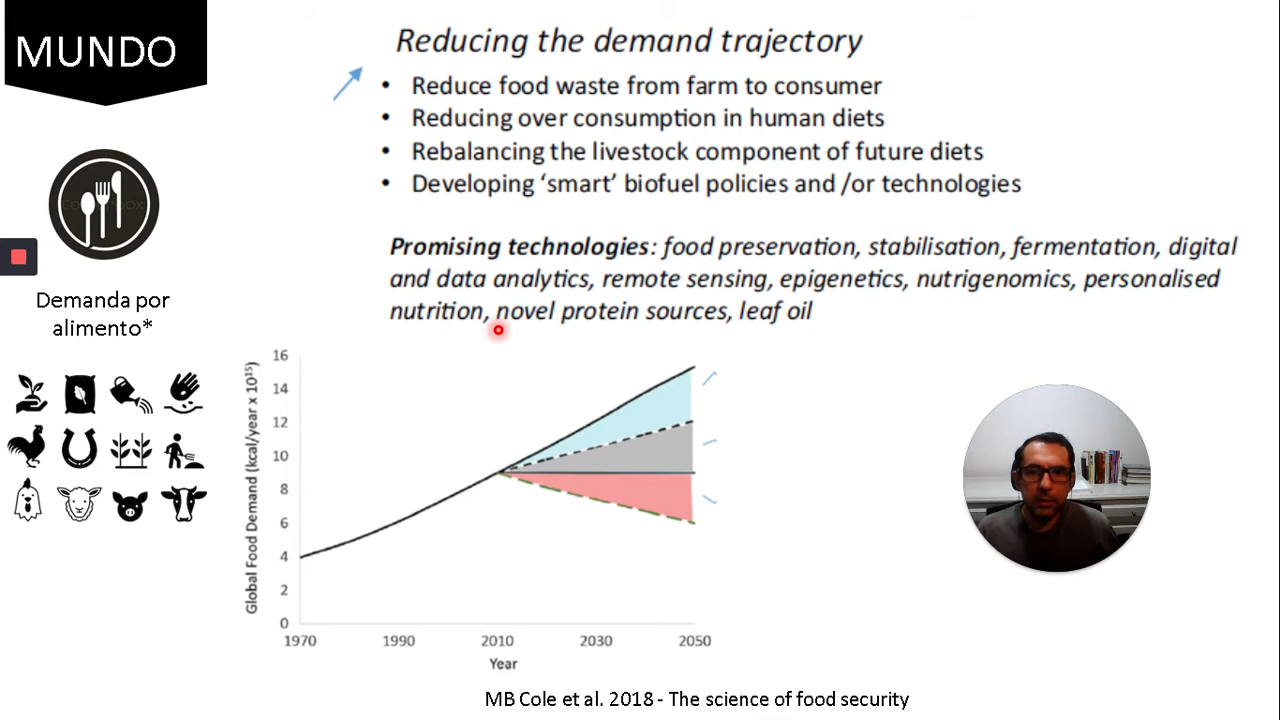 MUNDO
Reducing the demand trajectory
• Reduce food waste from farm to consumer
• Reducing over consumption in human diets
• Rebalancing the livestock component of future diets
• Developing ‘smart’ biofuel policies and /or technologies
Promising technologies: food preservation, stabilisation, fermentation, digital
and data analytics, remote sensing, epigenetics, nutrigenomics, personalised
nutrition, novel protein sources, leaf oil
Demanda por
alimento*
Global Food Demand (kcal/year x 10¹⁵)
16
14
12
10
8
6
4
2
0
1970 1990 2010 2030 2050
Year
MB Cole et al. 2018 - The science of food security